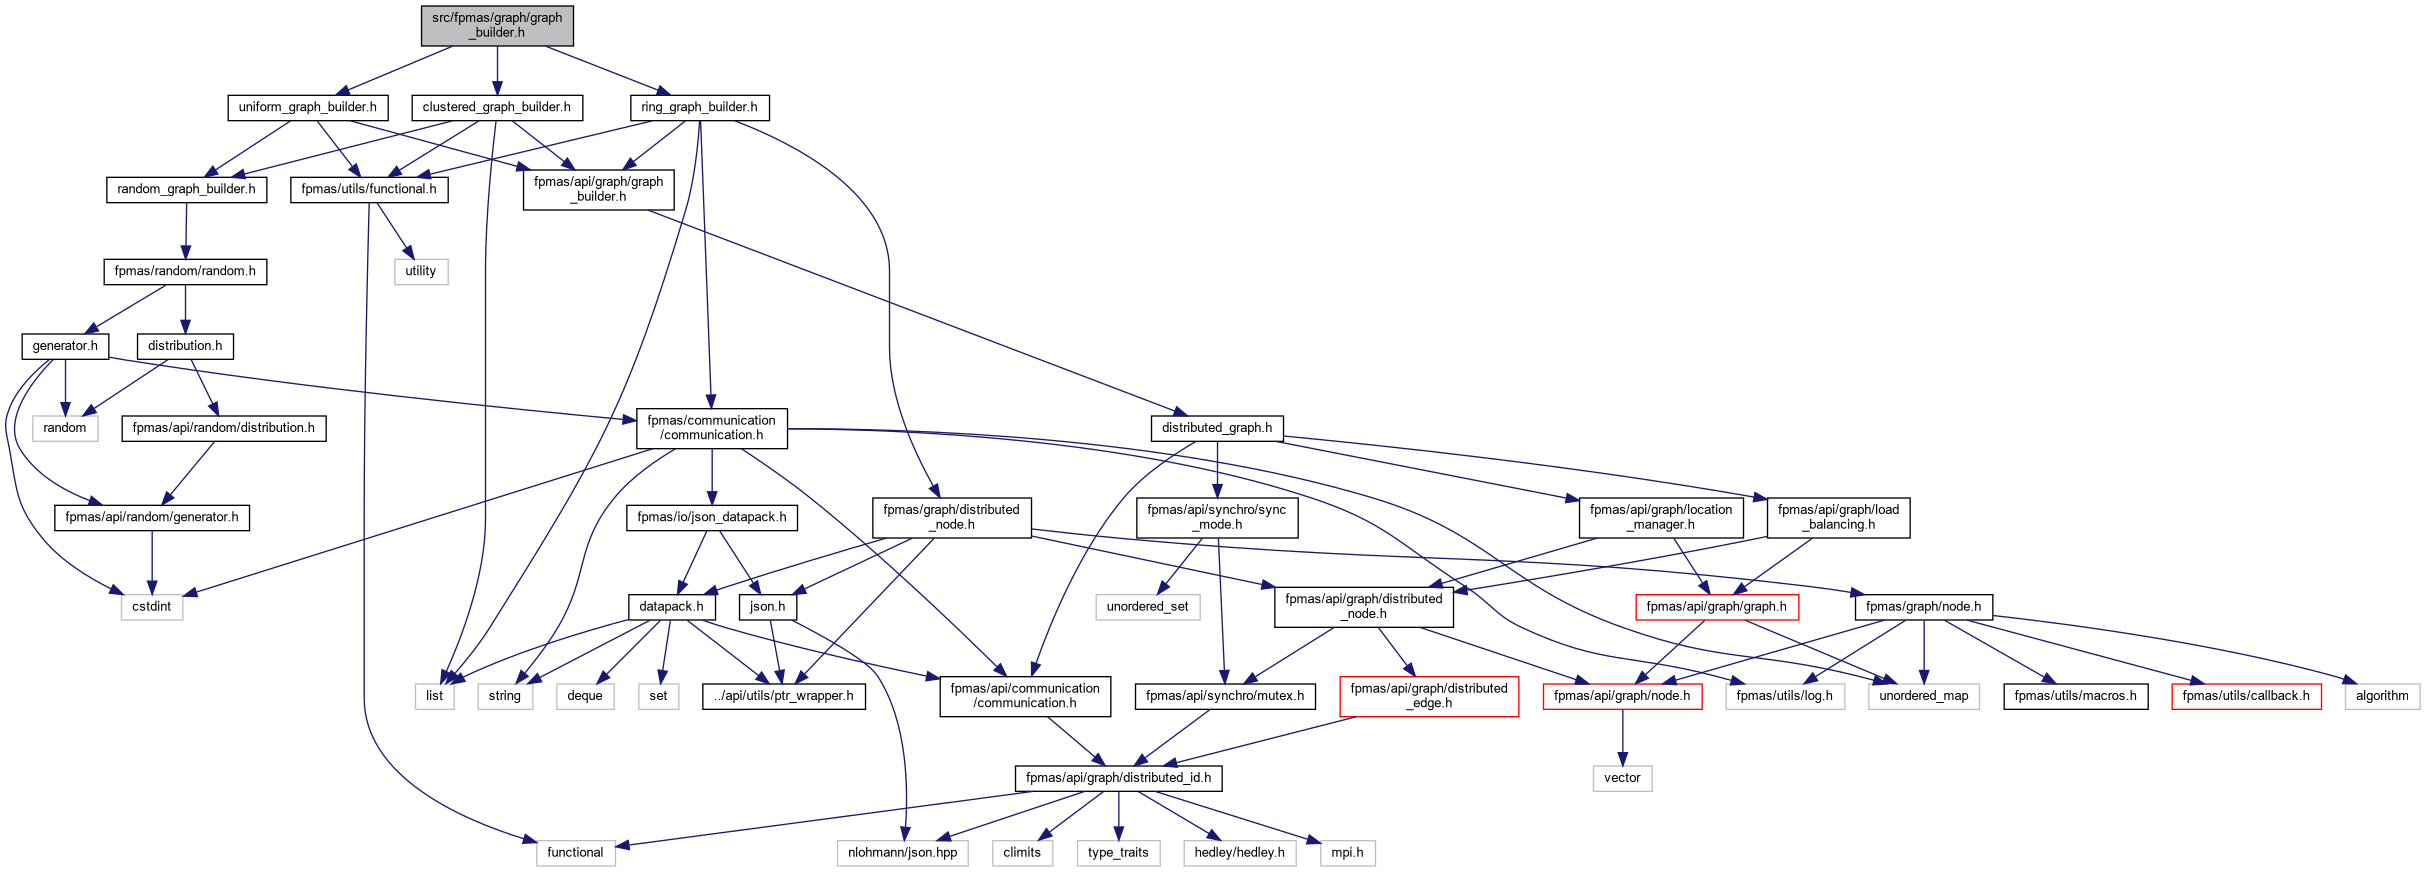 src/fpmas/graph/graph
_builder.h
uniform_graph_builder.h
clustered_graph_builder.h
ring_graph_builder.h
random_graph_builder.h
fpmas/utils/functional.h
fpmas/api/graph/graph
_builder.h
fpmas/random/random.h
utility
generator.h
distribution.h
random
fpmas/api/random/distribution.h
fpmas/communication
/communication.h
distributed_graph.h
fpmas/api/random/generator.h
fpmas/io/json_datapack.h
fpmas/graph/distributed
_node.h
fpmas/api/synchro/sync
_mode.h
fpmas/api/graph/location
_manager.h
fpmas/api/graph/load
_balancing.h
cstdint
datapack.h
json.h
unordered_set
fpmas/api/graph/distributed
_node.h
fpmas/api/graph/graph.h
fpmas/graph/node.h
list
string
deque
set
../api/utils/ptr_wrapper.h
fpmas/api/communication
/communication.h
fpmas/api/synchro/mutex.h
fpmas/api/graph/distributed
_edge.h
fpmas/api/graph/node.h
fpmas/utils/log.h
unordered_map
fpmas/utils/macros.h
fpmas/utils/callback.h
algorithm
fpmas/api/graph/distributed_id.h
vector
functional
nlohmann/json.hpp
climits
type_traits
hedley/hedley.h
mpi.h